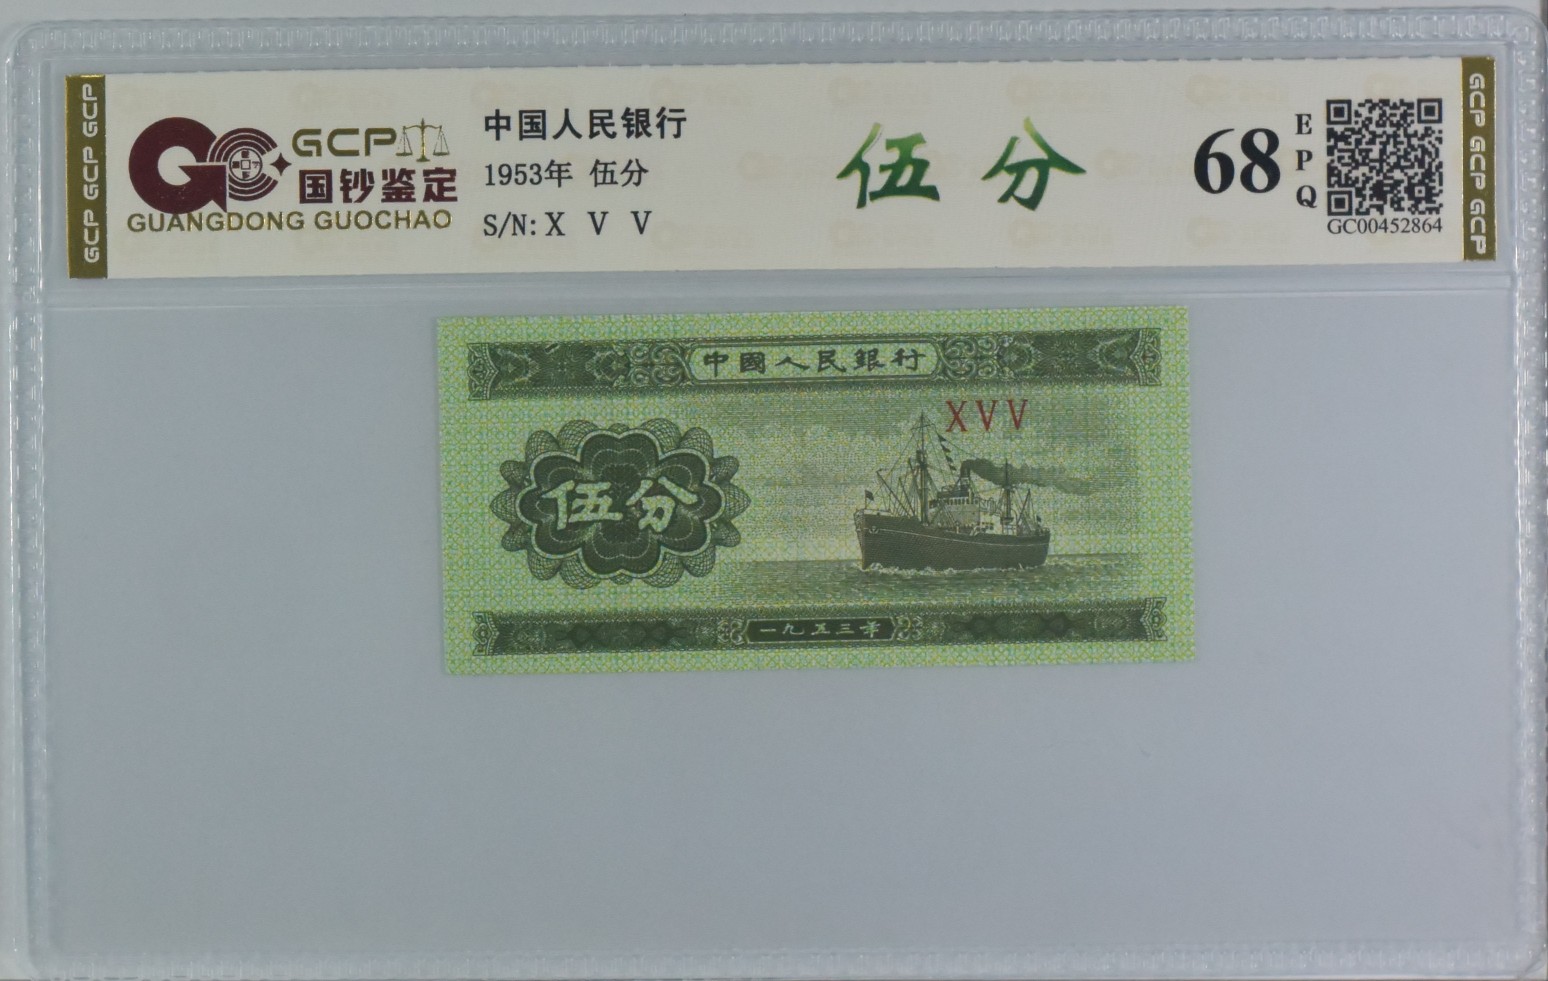 GCP GCP GCP
GCP
国钞鉴定
GUANGDONG GUOCHAO
中国人民银行
1953年 伍分
S/N: X V V
伍分
68
EPQ
GC00452864
GCP GCP GCP
中國人民銀行
XVV
伍分
一九五三年